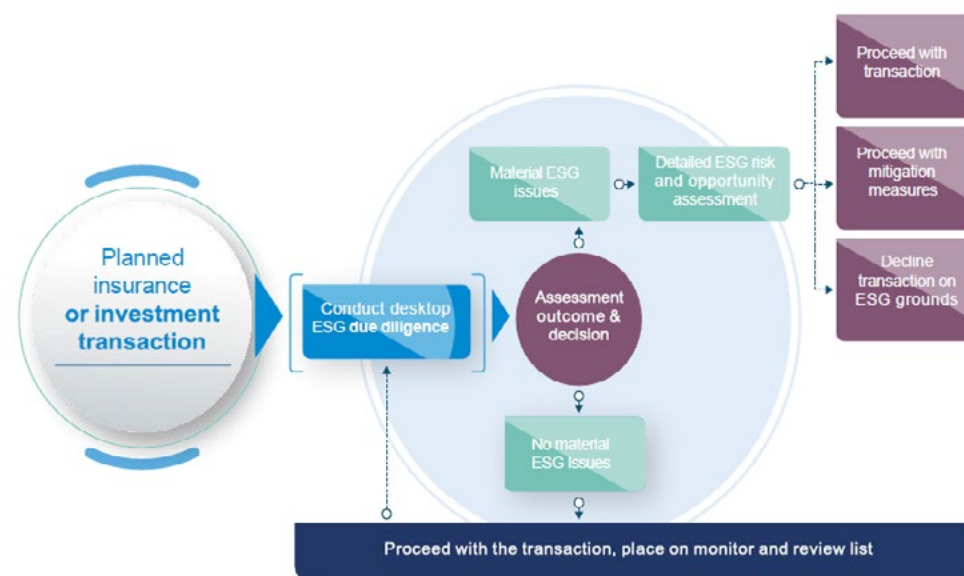 Planned
insurance
or investment
transaction
Conduct desktop
ESG due diligence
Assessment
outcome &
decision
Material ESG
issues
Detailed ESG risk
and opportunity
assessment
Proceed with
transaction
Proceed with
mitigation
measures
Decline
transaction on
ESG grounds
No material
ESG Issues
Proceed with the transaction, place on monitor and review list